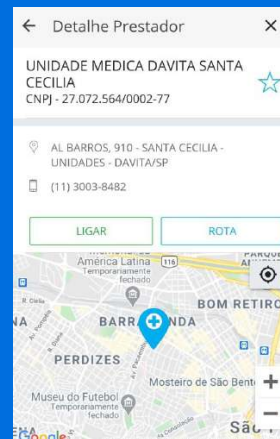 Detalhe Prestador
UNIDADE MEDICA DAVITA SANTA
CECILIA
CNPJ - 27.072.564/0002-77
AL BARROS, 910 - SANTA CECILIA -
UNIDADES - DAVITA/SP
(11) 3003-8482
LIGAR
ROTA
América Latina
Temporariamente
fechado
116
BOM RETIRO
BARR
NDA
PERDIZES
Mosteiro de São Bent
Museu do Futebol
Temporariamente
fechado
São
Google